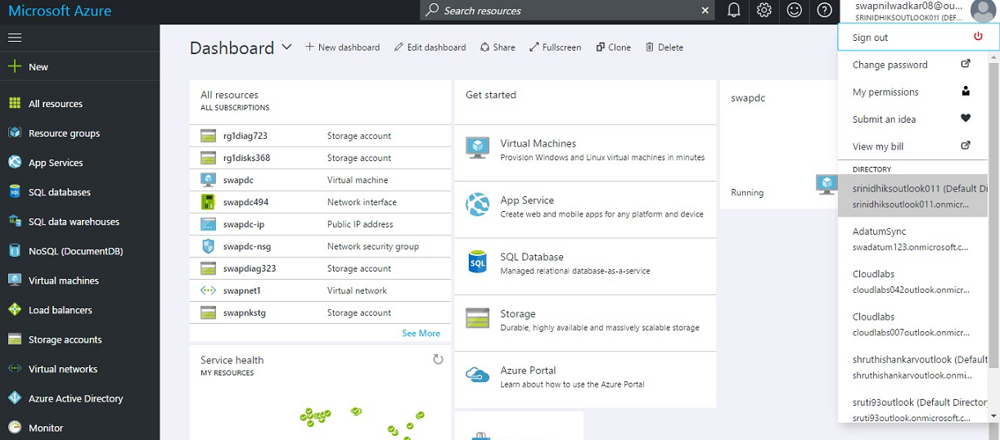 Microsoft Azure
Search resources
swapnilwadkar08@ou...
SRINIDHIKSOUTLOOK011 (DEF...
New
All resources
Resource groups
App Services
SQL databases
SQL data warehouses
NoSQL (DocumentDB)
Virtual machines
Load balancers
Storage accounts
Virtual networks
Azure Active Directory
Monitor
Dashboard
New dashboard
Edit dashboard
Share
Fullscreen
Clone
Delete
All resources
ALL SUBSCRIPTIONS
rg1diag723 Storage account
rg1disks368 Storage account
swapdc Virtual machine
swapdc494 Network interface
swapdc-ip Public IP address
swapdc-nsg Network security group
swapdiag323 Storage account
swapnet1 Virtual network
swapnkstg Storage account
See More
Service health
MY RESOURCES
Get started
Virtual Machines
Provision Windows and Linux virtual machines in minutes
App Service
Create web and mobile apps for any platform and device
SQL
SQL Database
Managed relational database-as-a-service
Storage
Durable, highly available and massively scalable storage
Azure Portal
Learn about how to use the Azure Portal
swapdc
Running
Sign out
Change password
My permissions
Submit an idea
View my bill
DIRECTORY
srinidhiksoutlook011 (Default Di
srinidhiksoutlook011.onmicr...
AdatumSync
swadatum123.onmicrosoft.c...
Cloudlabs
cloudlabs042outlook.onmicr...
Cloudlabs
cloudlabs007outlook.onmicr...
shruthishankarvoutlook (Default
shruthishankarvoutlook.onmi...
sruti93outlook (Default Directory
sruti93outlook.onmicrosoft.c...